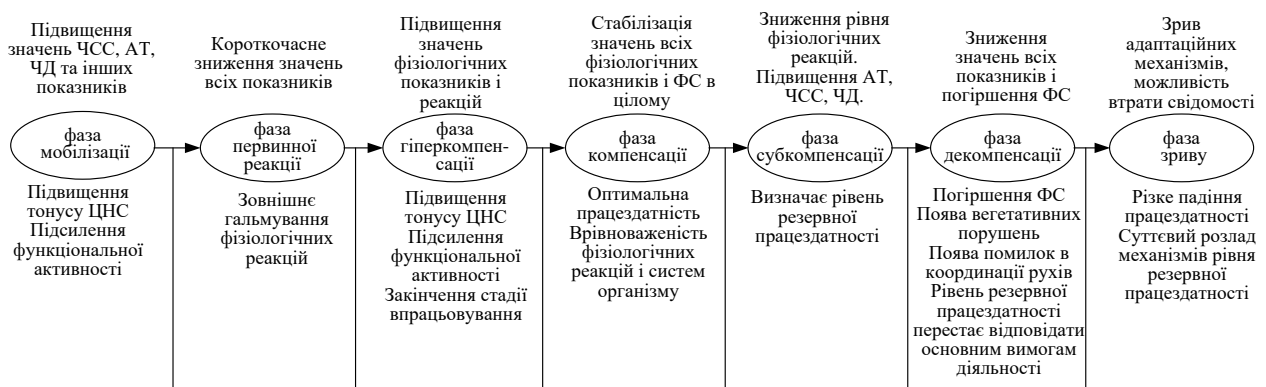 Підвищення
значень ЧСС, АТ,
ЧД та інших
показників
фаза
мобілізації
Підвищення
тонусу ЦНС
Підсилення
функціональної
активності
Короткочасне
зниження значень
всіх показників
фаза
первинної
реакції
Зовнішнє
гальмування
фізіологічних
реакцій
Підвищення
значень
фізіологічних
показників і
реакцій
фаза
гіперкомпен-
сації
Підвищення
тонусу ЦНС
Підсилення
функціональної
активності
Закінчення стадії
впрацьовування
Стабілізація
значень всіх
фізіологічних
показників і ФС в
цілому
фаза
компенсації
Оптимальна
працездатність
Врівноваженість
фізіологічних
реакцій і систем
організму
Зниження рівня
фізіологічних
реакцій.
Підвищення АТ,
ЧСС, ЧД.
фаза
субкомпенсації
Визначає рівень
резервної
працездатності
Зниження
значень всіх
показників і
погіршення ФС
фаза
декомпенсації
Погіршення ФС
Поява вегетативних
порушень
Поява помилок в
координації рухів
Рівень резервної
працездатності
перестає відповідати
основним вимогам
діяльності
Зрив
адаптаційних
механізмів,
можливість
втрати свідомості
фаза
зриву
Різке падіння
працездатності
Суттєвий розлад
механізмів рівня
резервної
працездатності